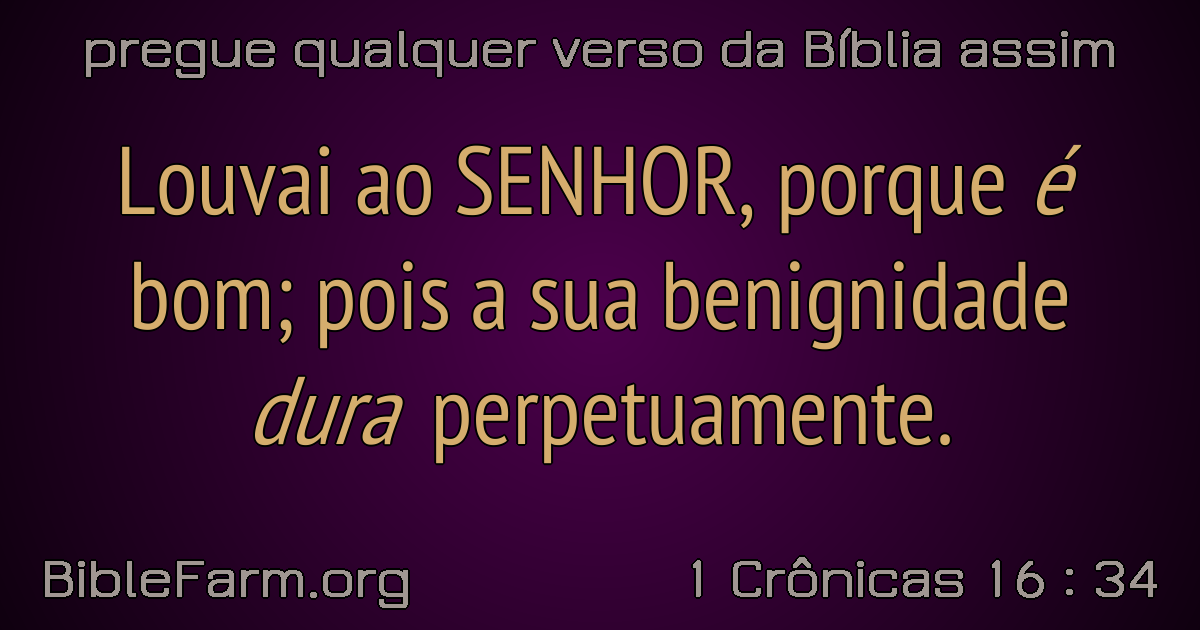 pregue qualquer verso da Bíblia assim
Louvai ao SENHOR, porque é
bom; pois a sua benignidade
dura perpetuamente.
BibleFarm.org
1 Crônicas 16 : 34